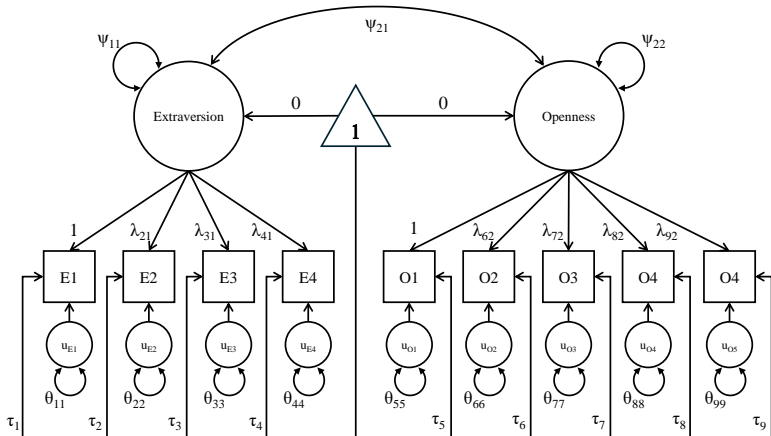 ψ21
ψ11
ψ22
0
0
Extraversion
1
Openness
1
λ21
λ31
λ41
1
λ62
λ72
λ82
λ92
E1
E2
E3
E4
O1
O2
O3
O4
O4
uE1
uE2
uE3
uE4
uO1
uO2
uO3
uO4
uO5
θ11
θ22
θ33
θ44
θ55
θ66
θ77
θ88
θ99
τ1
τ2
τ3
τ4
τ5
τ6
τ7
τ8
τ9